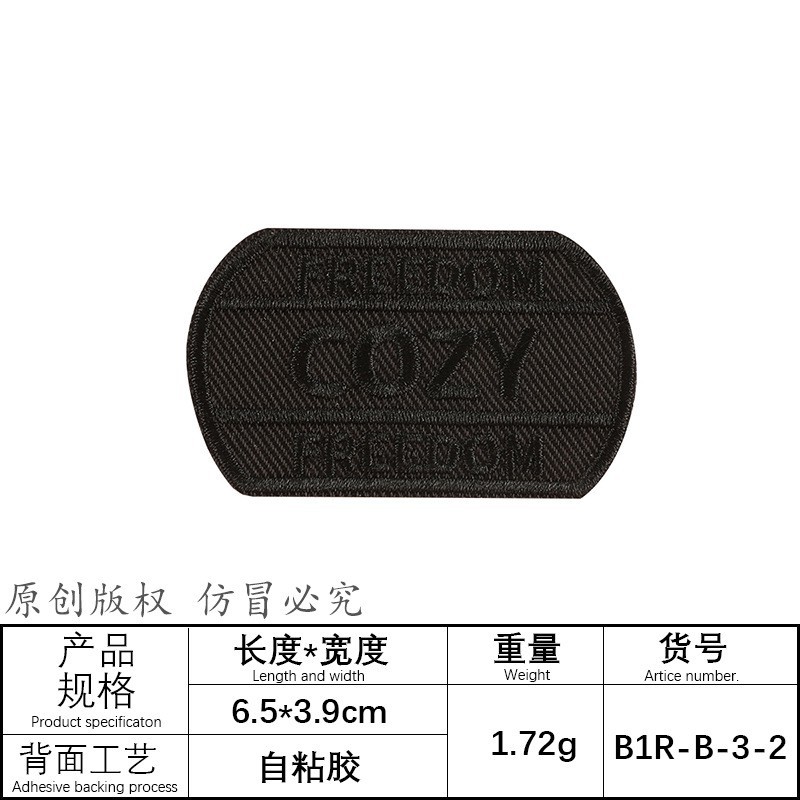 FREEDOM
COZY
FREEDOM
原创版权 仿冒必究
产品
规格
Product specificaton
长度*宽度
Length and width
重量
Weight
货号
Artice number.
6.5*3.9cm
1.72g
B1R-B-3-2
背面工艺
Adhesive backing process
自粘胶